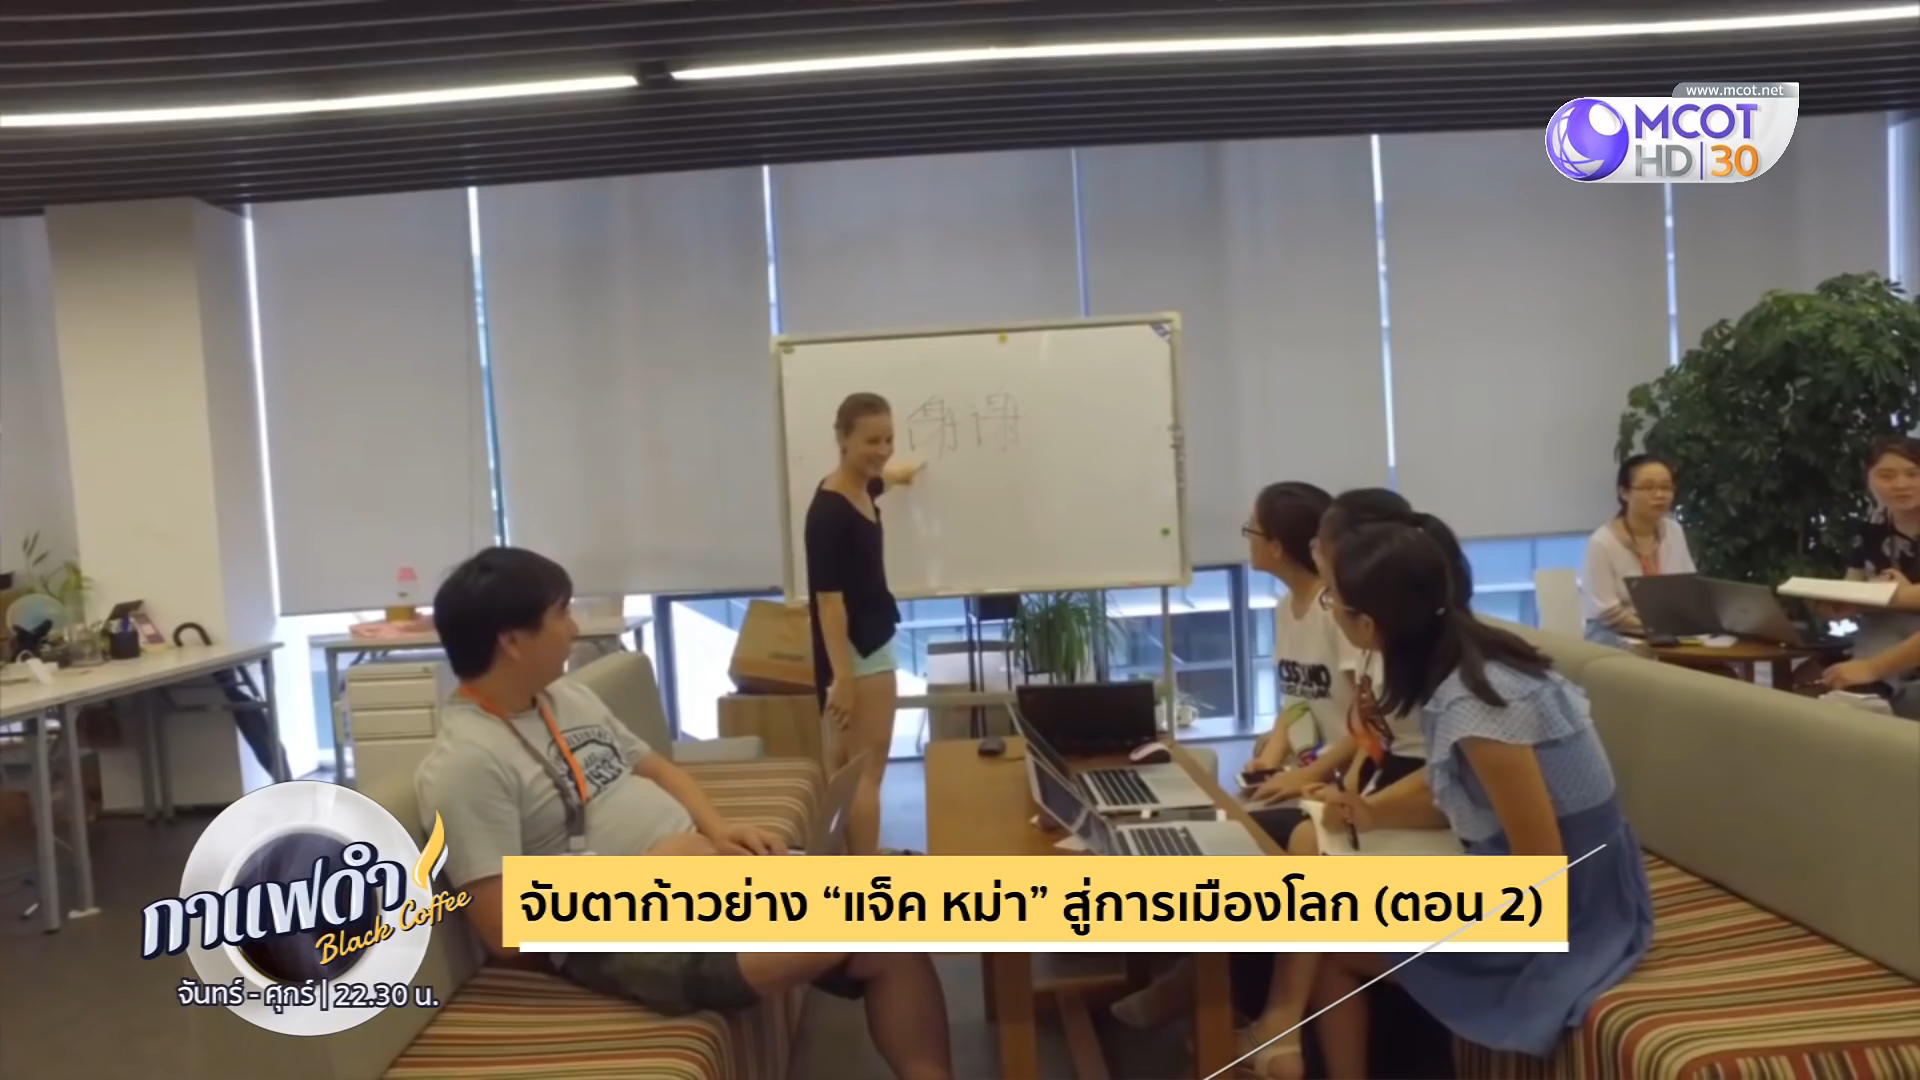 www.mcot.net
MCOT
HD|30
กาแฟดำ
Black Coffee
จันทร์ - ศุกร์ | 22.30 น.
จับตาก้าวย่าง “แจ็ค หม่า” สู่การเมืองโลก (ตอน 2)